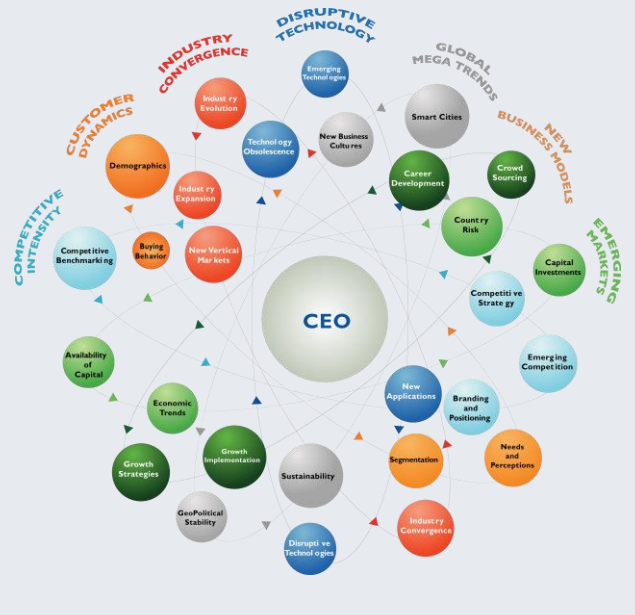 DISRUPTIVE
TECHNOLOGY
INDUSTRY
CONVERGENCE
GLOBAL
MEGA TRENDS
CUSTOMER
DYNAMICS
NEW
BUSINESS MODELS
COMPETITIVE
INTENSITY
EMERGING
MARKETS
Emerging
Technologies
Industry
Evolution
Smart Cities
Technology
Obsolescence
New Business
Cultures
Demographics
Career
Development
Crowd
Sourcing
Industry
Expansion
Country
Risk
Competitive
Benchmarking
Buying
Behavior
New Vertical
Markets
Capital
Investments
Competitive
Strategy
CEO
Availability
of
Capital
Emerging
Competition
Economic
Trends
New
Applications
Branding
and
Positioning
Growth
Strategies
Growth
Implementation
Sustainability
Segmentation
Needs
and
Perceptions
GeoPolitical
Stability
Industry
Convergence
Disruptive
Technologies